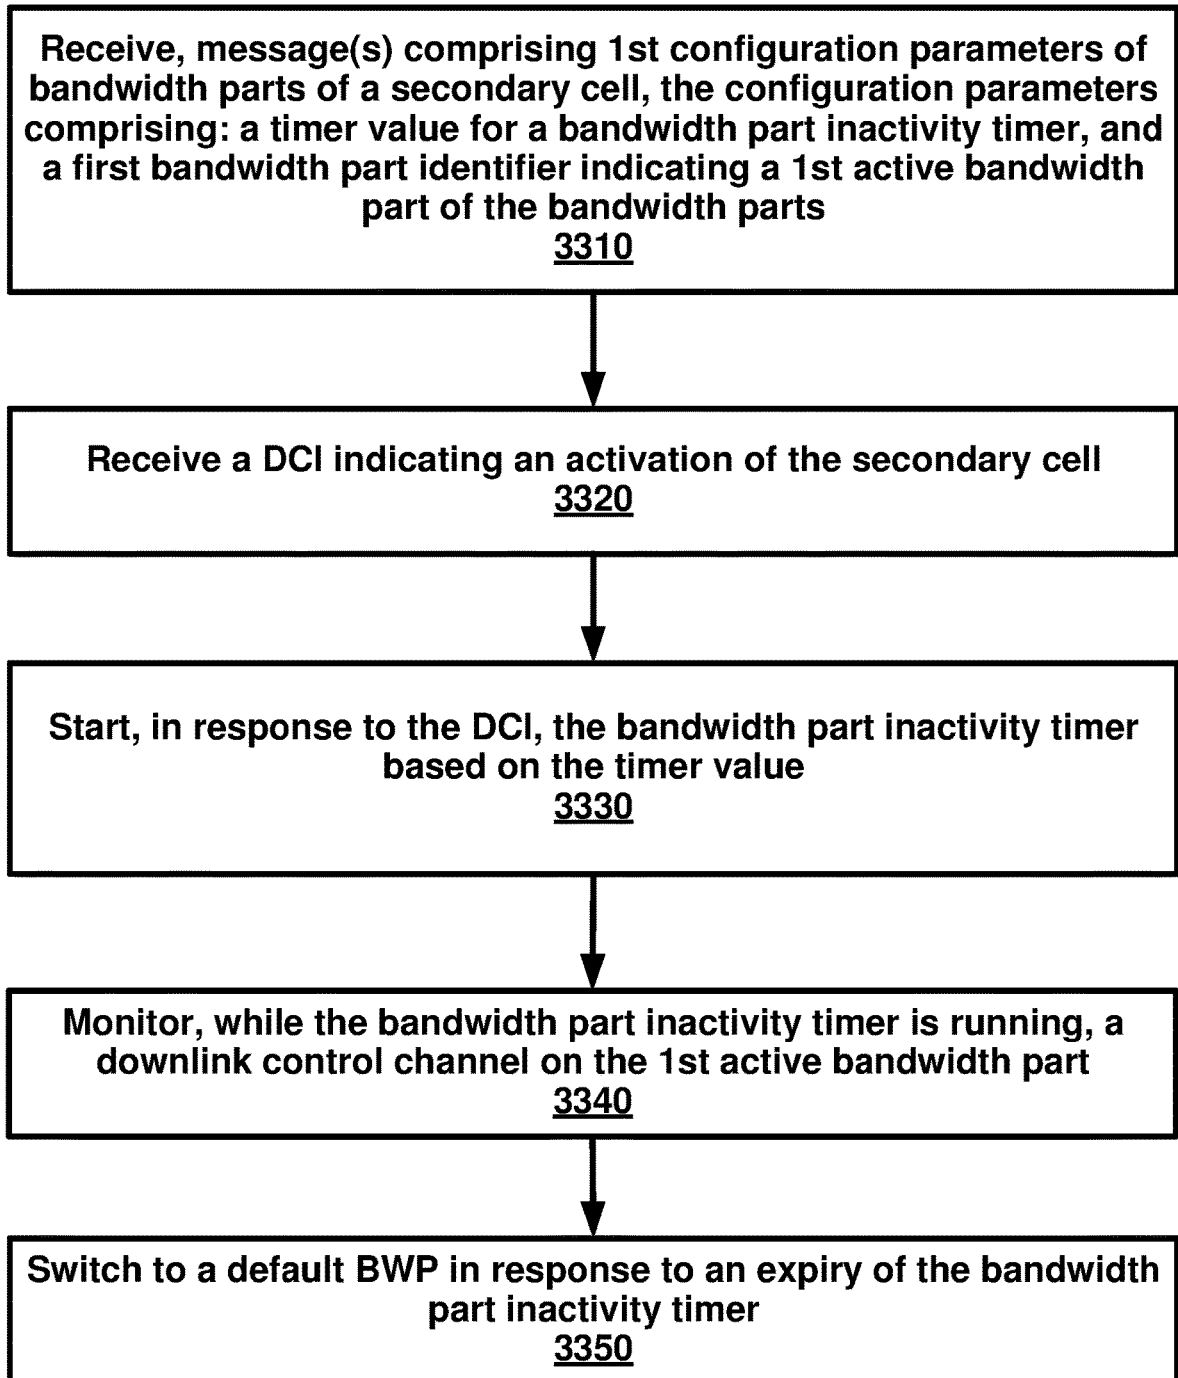 Receive, message(s) comprising 1st configuration parameters of
bandwidth parts of a secondary cell, the configuration parameters
comprising: a timer value for a bandwidth part inactivity timer, and
a first bandwidth part identifier indicating a 1st active bandwidth
part of the bandwidth parts
3310
Receive a DCI indicating an activation of the secondary cell
3320
Start, in response to the DCI, the bandwidth part inactivity timer
based on the timer value
3330
Monitor, while the bandwidth part inactivity timer is running, a
downlink control channel on the 1st active bandwidth part
3340
Switch to a default BWP in response to an expiry of the bandwidth
part inactivity timer
3350